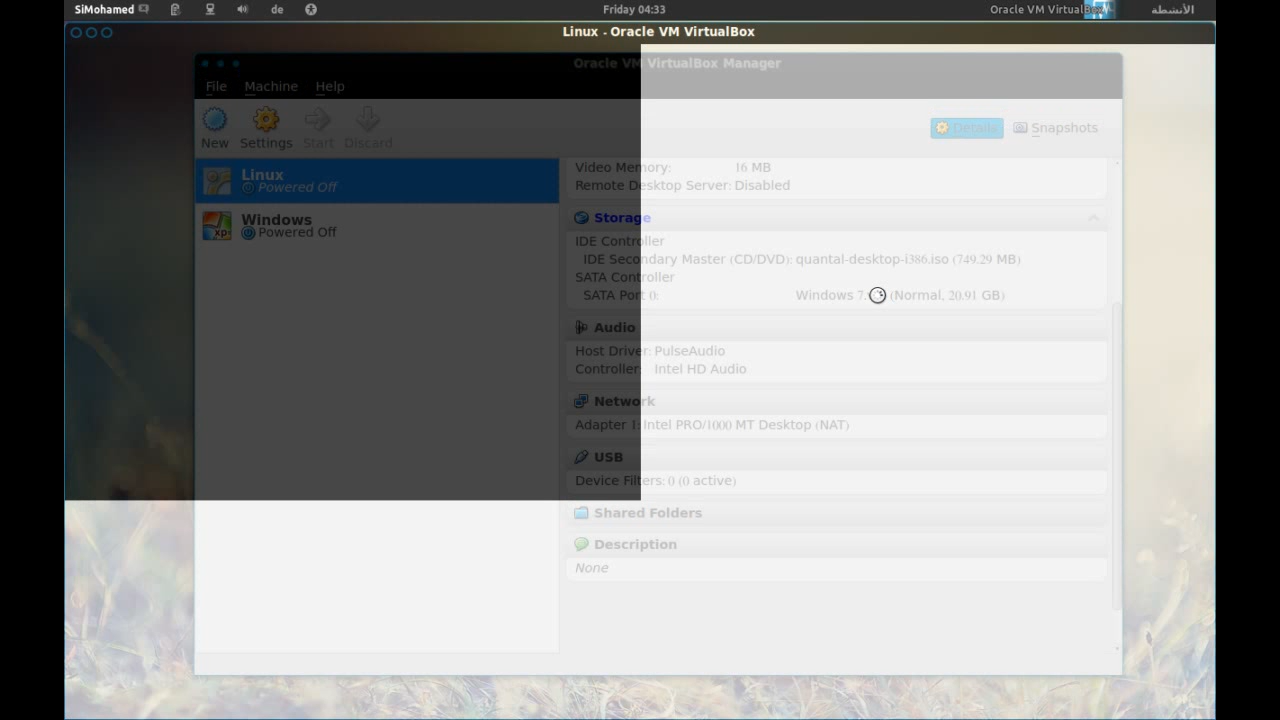 SiMohamed
de
Friday 04:33
Oracle VM VirtualBox
الأنشطة
Linux - Oracle VM VirtualBox
Oracle VM VirtualBox Manager
File Machine Help
New Settings Start Discard
Details Snapshots
Linux
Powered Off
Windows
Powered Off
xp
Video Memory: 16 MB
Remote Desktop Server: Disabled
Storage
IDE Controller
IDE Secondary Master (CD/DVD): quantal-desktop-i386.iso (749.29 MB)
SATA Controller
SATA Port 0: Windows 7. (Normal, 20.91 GB)
Audio
Host Driver: PulseAudio
Controller: Intel HD Audio
Network
Adapter 1: Intel PRO/1000 MT Desktop (NAT)
USB
Device Filters: 0 (0 active)
Shared Folders
Description
None